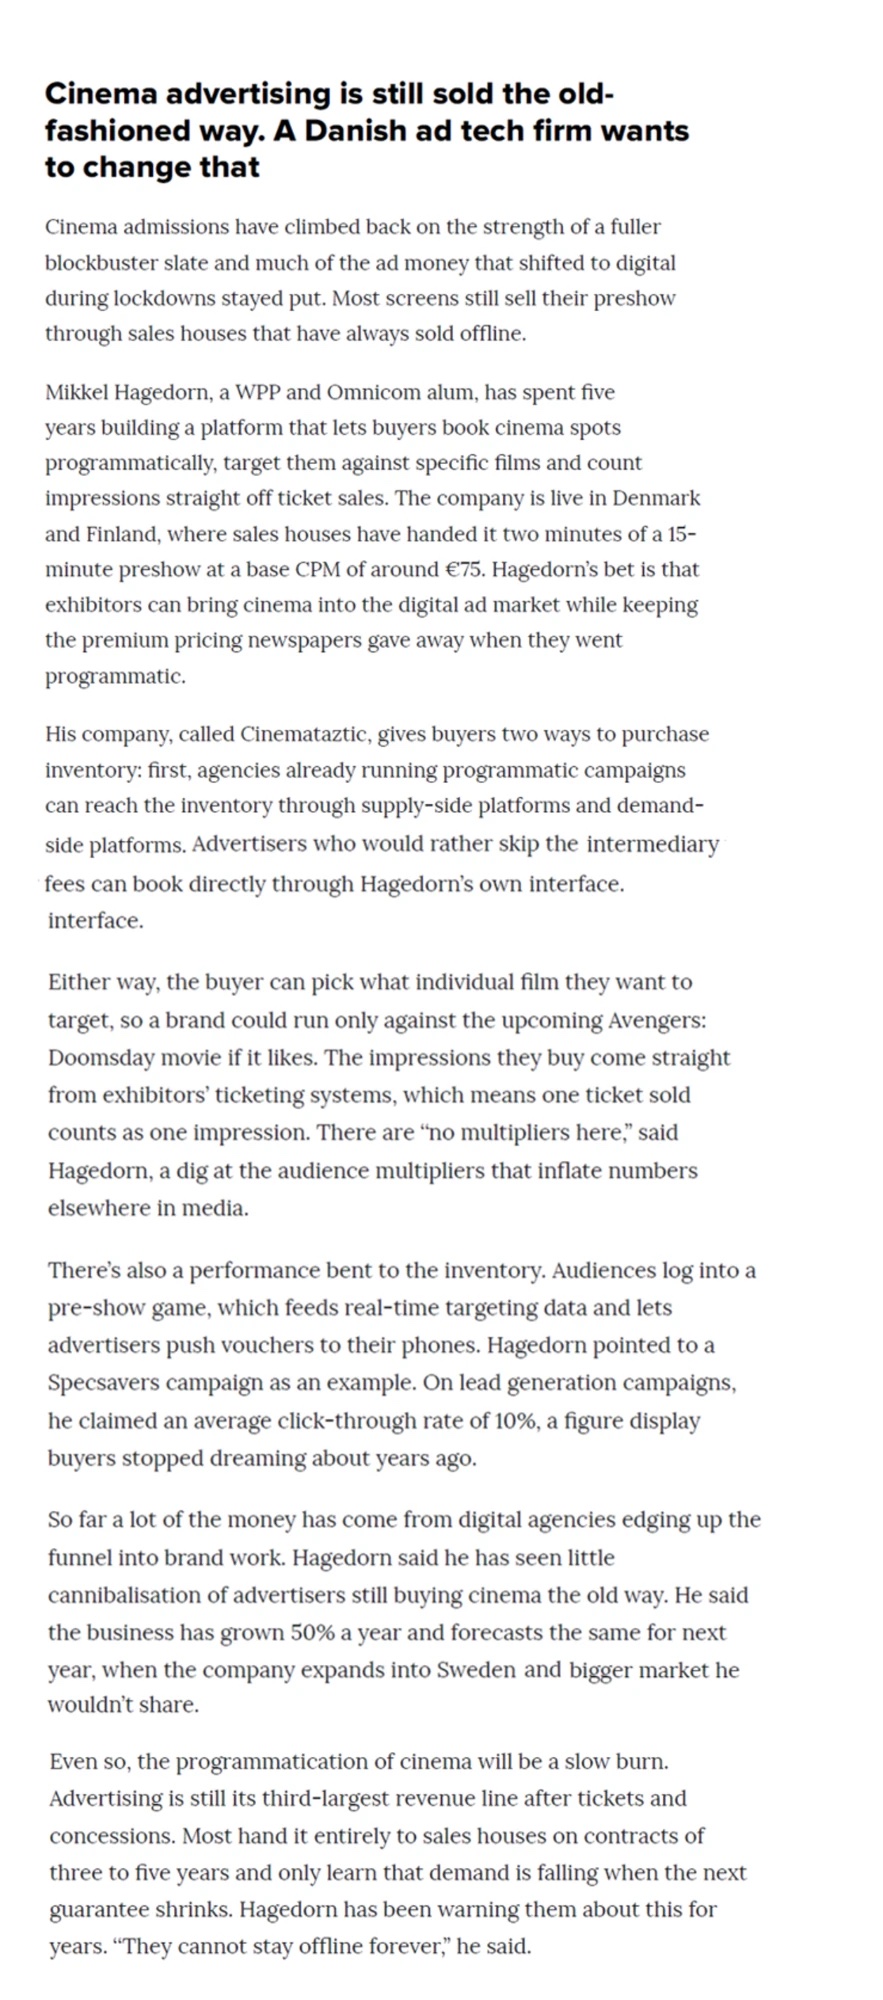 Cinema advertising is still sold the old-
fashioned way. A Danish ad tech firm wants
to change that
Cinema admissions have climbed back on the strength of a fuller
blockbuster slate and much of the ad money that shifted to digital
during lockdowns stayed put. Most screens still sell their preshow
through sales houses that have always sold offline.
Mikkel Hagedorn, a WPP and Omnicom alum, has spent five
years building a platform that lets buyers book cinema spots
programmatically, target them against specific films and count
impressions straight off ticket sales. The company is live in Denmark
and Finland, where sales houses have handed it two minutes of a 15-
minute preshow at a base CPM of around €75. Hagedorn’s bet is that
exhibitors can bring cinema into the digital ad market while keeping
the premium pricing newspapers gave away when they went
programmatic.
His company, called Cinemataztic, gives buyers two ways to purchase
inventory: first, agencies already running programmatic campaigns
can reach the inventory through supply-side platforms and demand-
side platforms. Advertisers who would rather skip the intermediary
fees can book directly through Hagedorn’s own interface.
interface.
Either way, the buyer can pick what individual film they want to
target, so a brand could run only against the upcoming Avengers:
Doomsday movie if it likes. The impressions they buy come straight
from exhibitors’ ticketing systems, which means one ticket sold
counts as one impression. There are “no multipliers here,” said
Hagedorn, a dig at the audience multipliers that inflate numbers
elsewhere in media.
There’s also a performance bent to the inventory. Audiences log into a
pre-show game, which feeds real-time targeting data and lets
advertisers push vouchers to their phones. Hagedorn pointed to a
Specsavers campaign as an example. On lead generation campaigns,
he claimed an average click-through rate of 10%, a figure display
buyers stopped dreaming about years ago.
So far a lot of the money has come from digital agencies edging up the
funnel into brand work. Hagedorn said he has seen little
cannibalisation of advertisers still buying cinema the old way. He said
the business has grown 50% a year and forecasts the same for next
year, when the company expands into Sweden and bigger market he
wouldn’t share.
Even so, the programmatication of cinema will be a slow burn.
Advertising is still its third-largest revenue line after tickets and
concessions. Most hand it entirely to sales houses on contracts of
three to five years and only learn that demand is falling when the next
guarantee shrinks. Hagedorn has been warning them about this for
years. “They cannot stay offline forever,” he said.